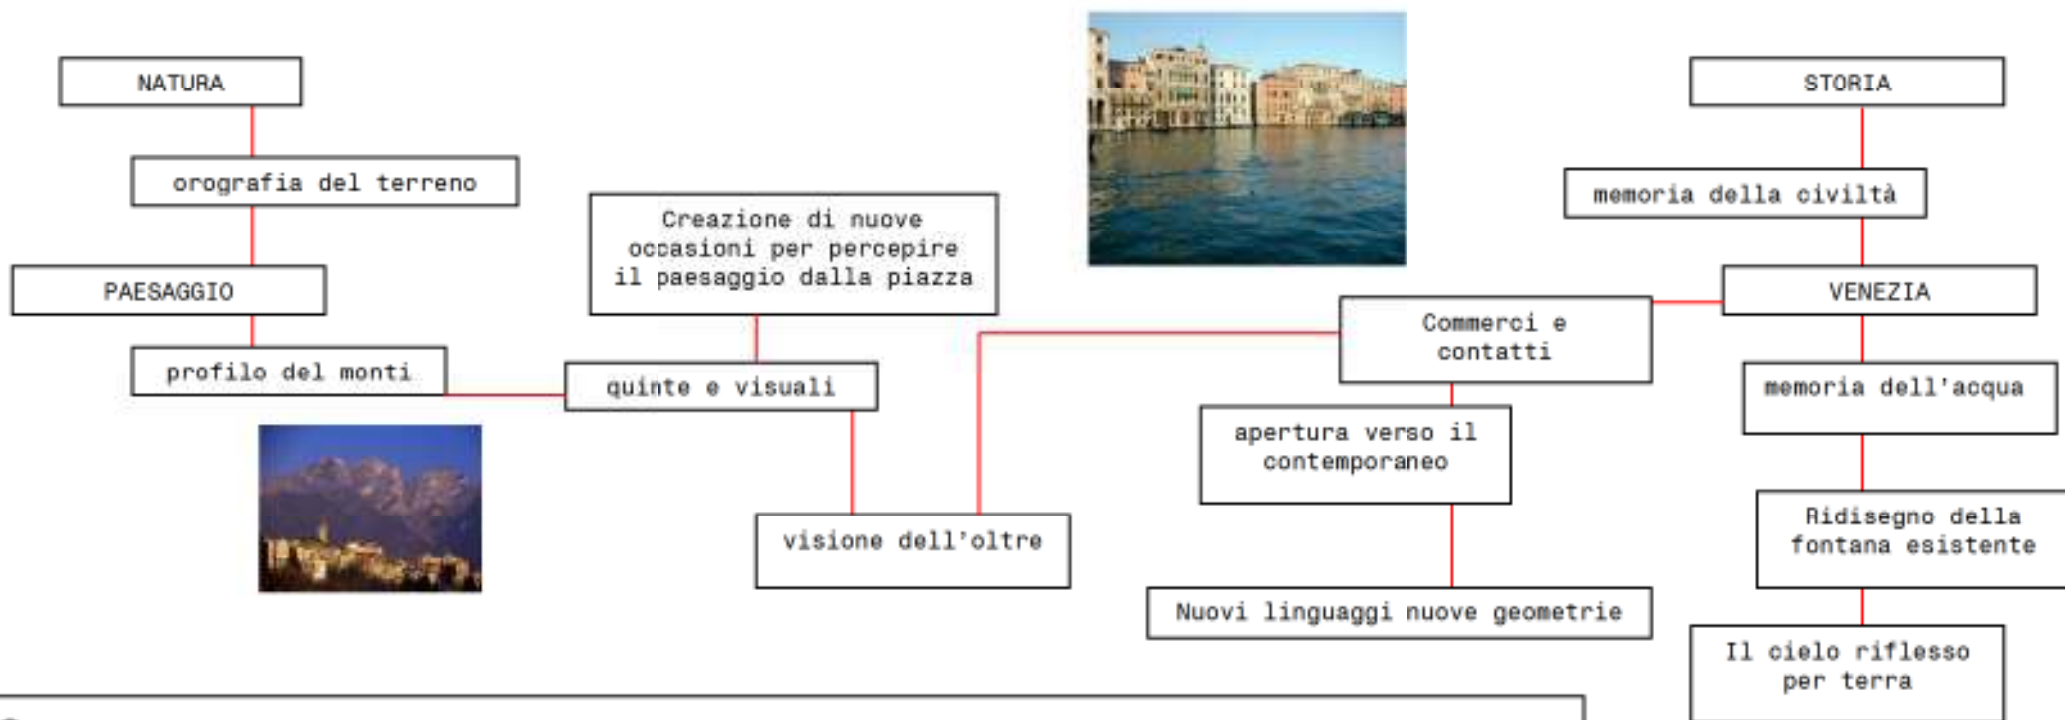 NATURA
orografia del terreno
PAESAGGIO
profilo del monti
Creazione di nuove
occasioni per percepire
il paesaggio dalla piazza
quinte e visuali
visione dell'oltre
STORIA
memoria della civiltà
VENEZIA
Commerci e
contatti
apertura verso il
contemporaneo
Nuovi linguaggi nuove geometrie
memoria dell'acqua
Ridisegno della
fontana esistente
Il cielo riflesso
per terra